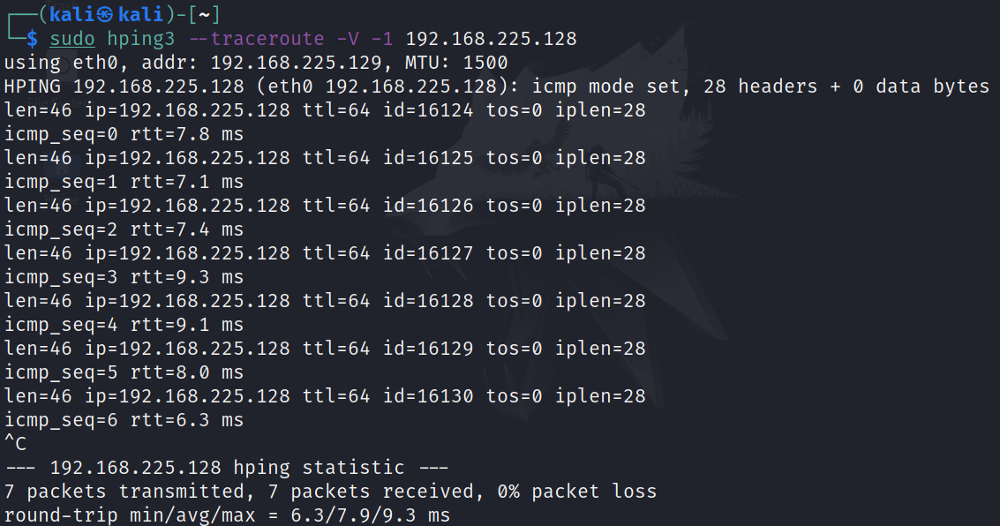 ┌──(kali㉿kali)-[~]
└─$ sudo hping3 --traceroute -V -1 192.168.225.128
using eth0, addr: 192.168.225.129, MTU: 1500
HPING 192.168.225.128 (eth0 192.168.225.128): icmp mode set, 28 headers + 0 data bytes
len=46 ip=192.168.225.128 ttl=64 id=16124 tos=0 iplen=28
icmp_seq=0 rtt=7.8 ms
len=46 ip=192.168.225.128 ttl=64 id=16125 tos=0 iplen=28
icmp_seq=1 rtt=7.1 ms
len=46 ip=192.168.225.128 ttl=64 id=16126 tos=0 iplen=28
icmp_seq=2 rtt=7.4 ms
len=46 ip=192.168.225.128 ttl=64 id=16127 tos=0 iplen=28
icmp_seq=3 rtt=9.3 ms
len=46 ip=192.168.225.128 ttl=64 id=16128 tos=0 iplen=28
icmp_seq=4 rtt=9.1 ms
len=46 ip=192.168.225.128 ttl=64 id=16129 tos=0 iplen=28
icmp_seq=5 rtt=8.0 ms
len=46 ip=192.168.225.128 ttl=64 id=16130 tos=0 iplen=28
icmp_seq=6 rtt=6.3 ms
^C
--- 192.168.225.128 hping statistic ---
7 packets transmitted, 7 packets received, 0% packet loss
round-trip min/avg/max = 6.3/7.9/9.3 ms